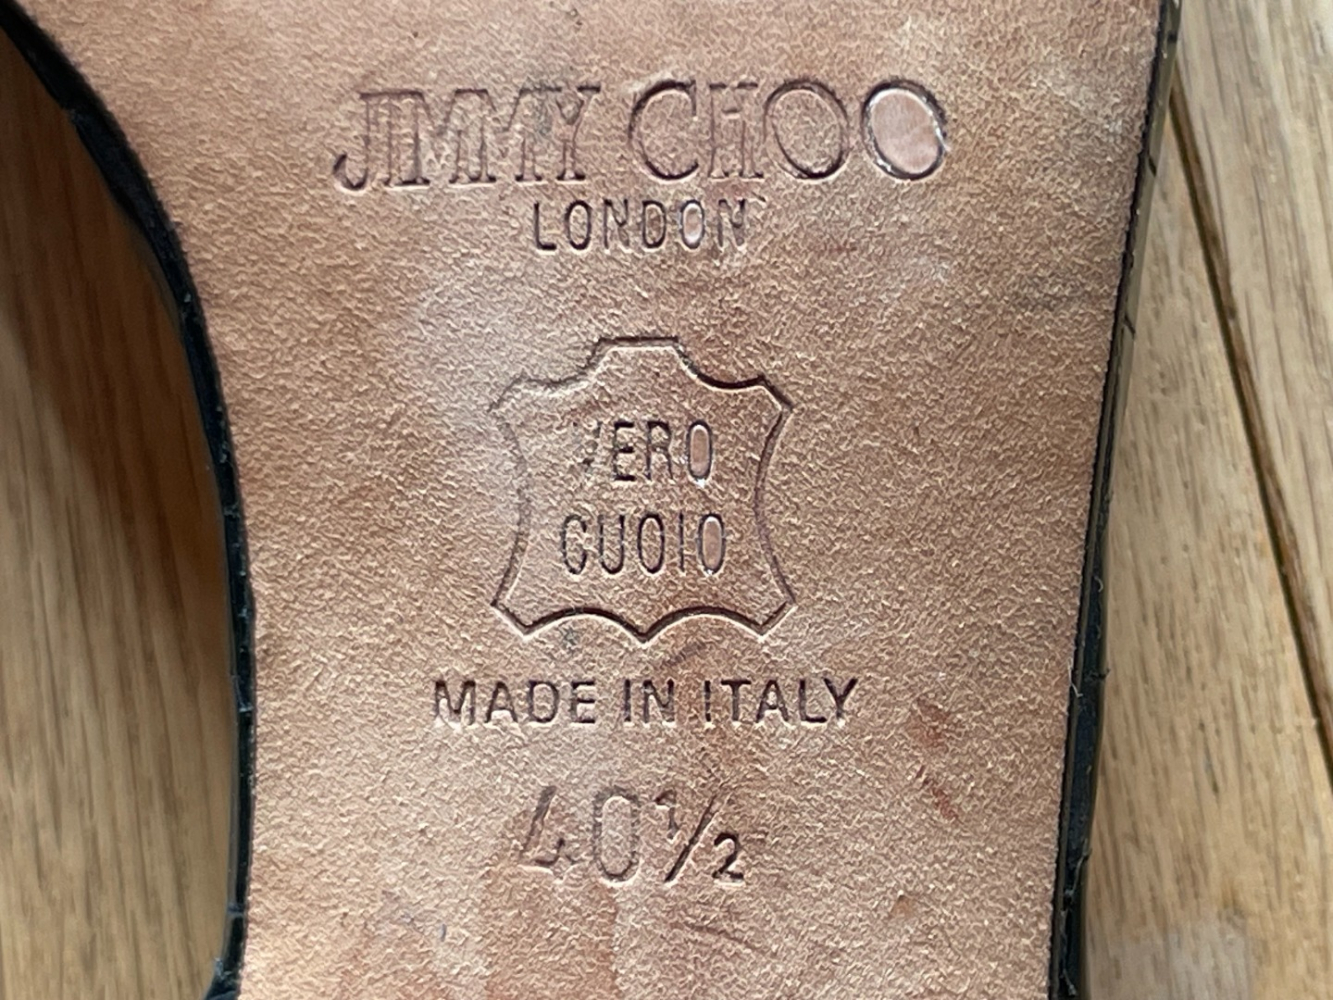 JIMMY CHOO
LONDON
VERO
CUOIO
MADE IN ITALY
40½